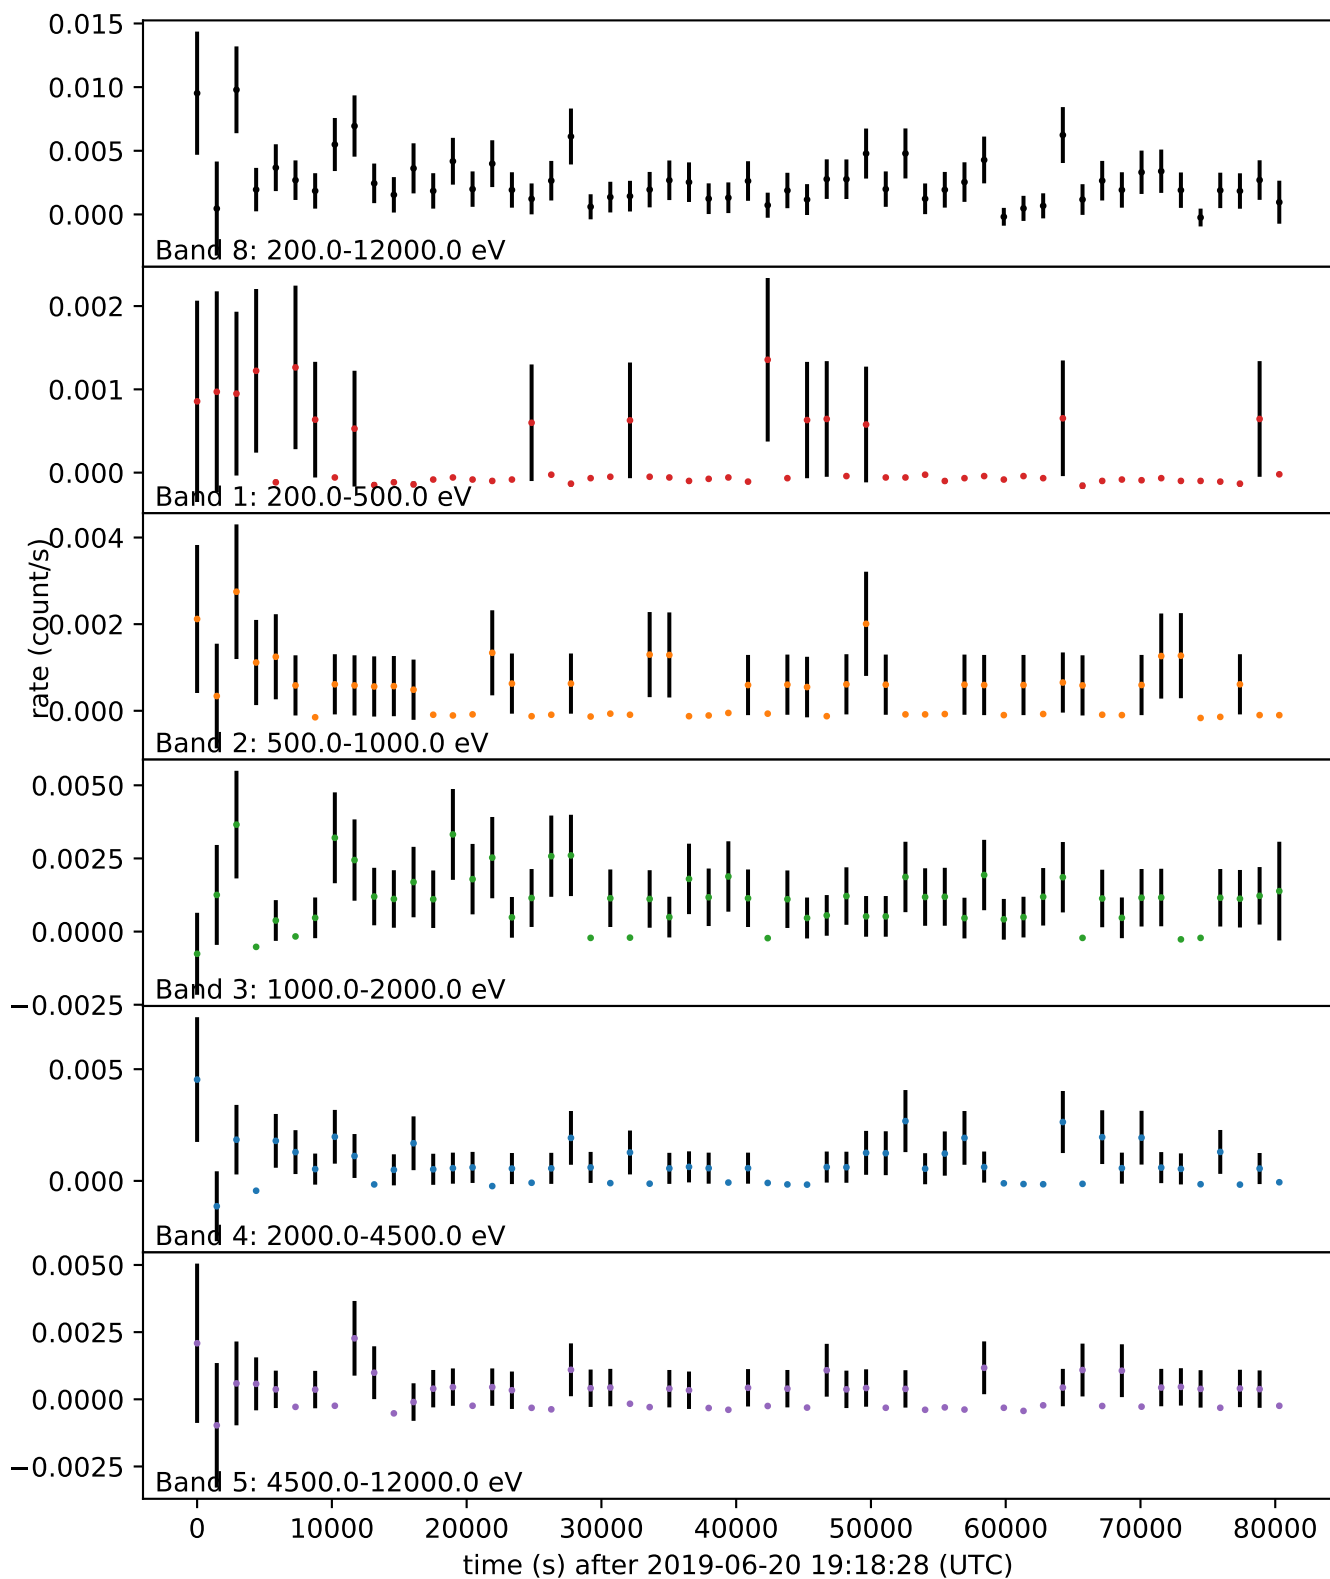 0.015
0.010
0.005
0.000
Band 8: 200.0-12000.0 eV
0.002
0.001
0.000
Band 1: 200.0-500.0 eV
rate (count/s)
0.004
0.002
0.000
Band 2: 500.0-1000.0 eV
0.0050
0.0025
0.0000
−0.0025
Band 3: 1000.0-2000.0 eV
0.005
0.000
Band 4: 2000.0-4500.0 eV
0.0050
0.0025
0.0000
−0.0025
Band 5: 4500.0-12000.0 eV
0 10000 20000 30000 40000 50000 60000 70000 80000
time (s) after 2019-06-20 19:18:28 (UTC)